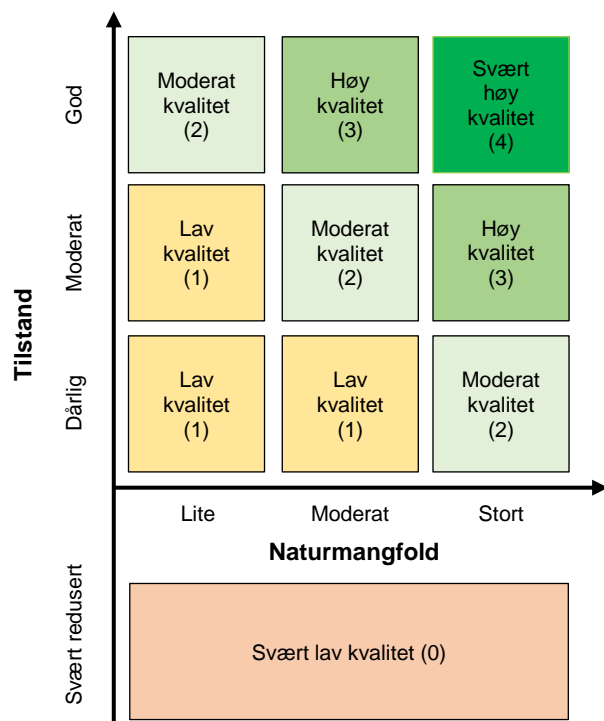 Tilstand
God
Moderat
kvalitet
(2)
Høy
kvalitet
(3)
Svært
høy
kvalitet
(4)
Moderat
Lav
kvalitet
(1)
Moderat
kvalitet
(2)
Høy
kvalitet
(3)
Dårlig
Lav
kvalitet
(1)
Lav
kvalitet
(1)
Moderat
kvalitet
(2)
Lite
Moderat
Stort
Naturmangfold
Svært redusert
Svært lav kvalitet (0)